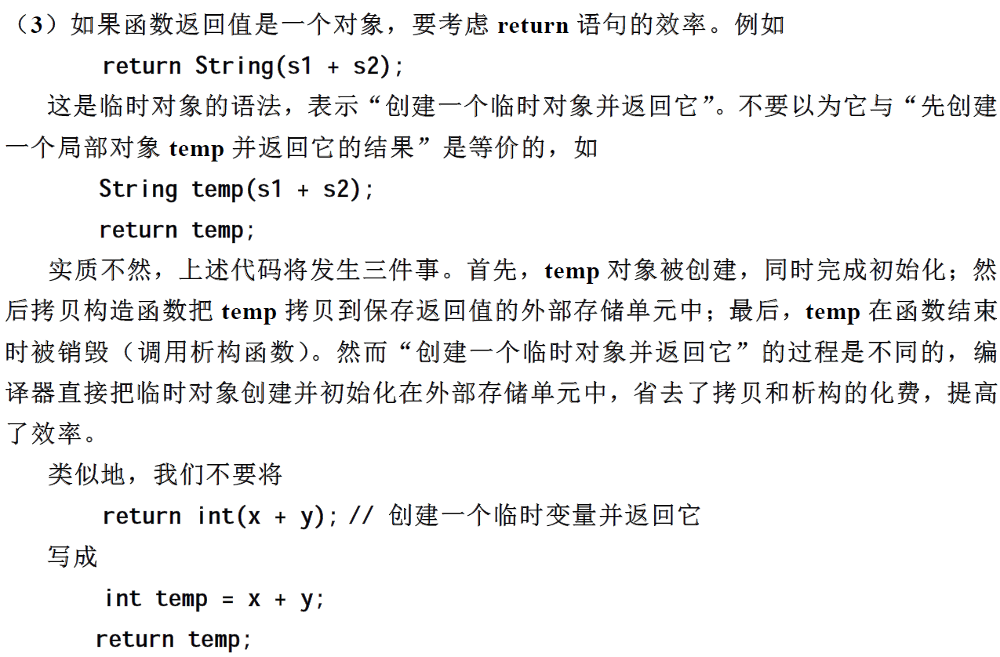 （3）如果函数返回值是一个对象，要考虑 return 语句的效率。例如
return String(s1 + s2);
这是临时对象的语法，表示“创建一个临时对象并返回它”。不要以为它与“先创建
一个局部对象 temp 并返回它的结果”是等价的，如
String temp(s1 + s2);
return temp;
实质不然，上述代码将发生三件事。首先，temp 对象被创建，同时完成初始化；然
后拷贝构造函数把 temp 拷贝到保存返回值的外部存储单元中；最后，temp 在函数结束
时被销毁（调用析构函数）。然而“创建一个临时对象并返回它”的过程是不同的，编
译器直接把临时对象创建并初始化在外部存储单元中，省去了拷贝和析构的化费，提高
了效率。
类似地，我们不要将
return int(x + y); // 创建一个临时变量并返回它
写成
int temp = x + y;
return temp;